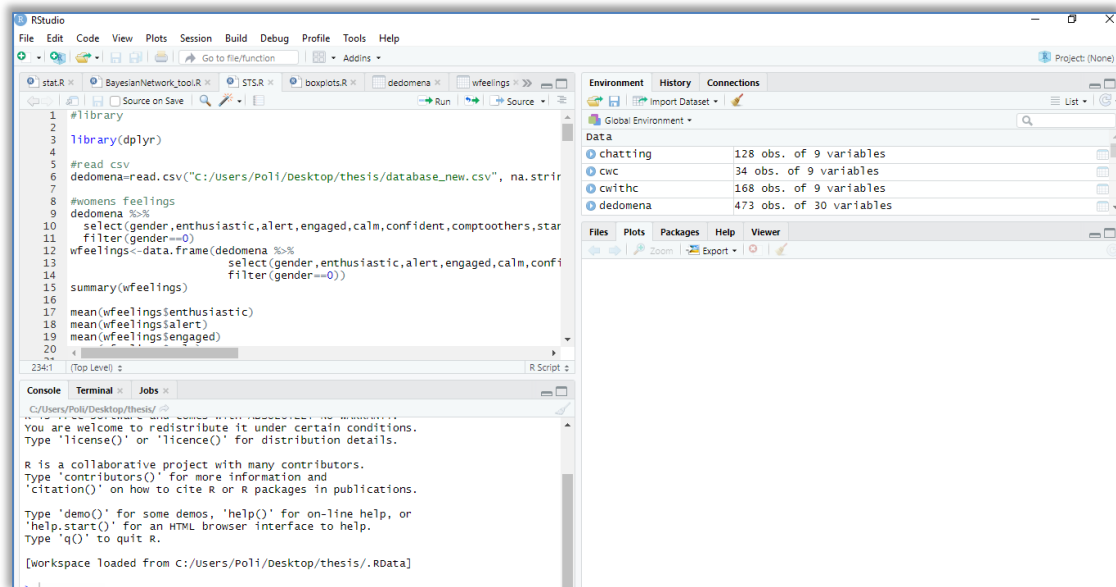 RStudio
File Edit Code View Plots Session Build Debug Profile Tools Help
Go to file/function Addins Project: (None)
stat.R BayesianNetwork_tool.R STS.R boxplots.R dedomena wfeelings
Source on Save Run Source
1 #library
2
3 library(dplyr)
4
5 #read csv
6 dedomena=read.csv("C:/Users/Poli/Desktop/thesis/database_new.csv", na.strir
7
8 #womens feelings
9 dedomena %>%
10 select(gender,enthusiastic,alert,engaged,calm,confident,comptoothers,star
11 filter(gender==0)
12 wfeelings<-data.frame(dedomena %>%
13 select(gender,enthusiastic,alert,engaged,calm,confi
14 filter(gender==0))
15 summary(wfeelings)
16
17 mean(wfeelings$enthusiastic)
18 mean(wfeelings$alert)
19 mean(wfeelings$engaged)
20
234:1 (Top Level) R Script
Console Terminal Jobs
C:/Users/Poli/Desktop/thesis/
You are welcome to redistribute it under certain conditions.
Type 'license()' or 'licence()' for distribution details.
R is a collaborative project with many contributors.
Type 'contributors()' for more information and
'citation()' on how to cite R or R packages in publications.
Type 'demo()' for some demos, 'help()' for on-line help, or
'help.start()' for an HTML browser interface to help.
Type 'q()' to quit R.
[Workspace loaded from C:/Users/Poli/Desktop/thesis/.RData]
Environment History Connections
Import Dataset List
Global Environment
Data
chatting 128 obs. of 9 variables
cwc 34 obs. of 9 variables
cwithc 168 obs. of 9 variables
dedomena 473 obs. of 30 variables
Files Plots Packages Help Viewer
Zoom Export